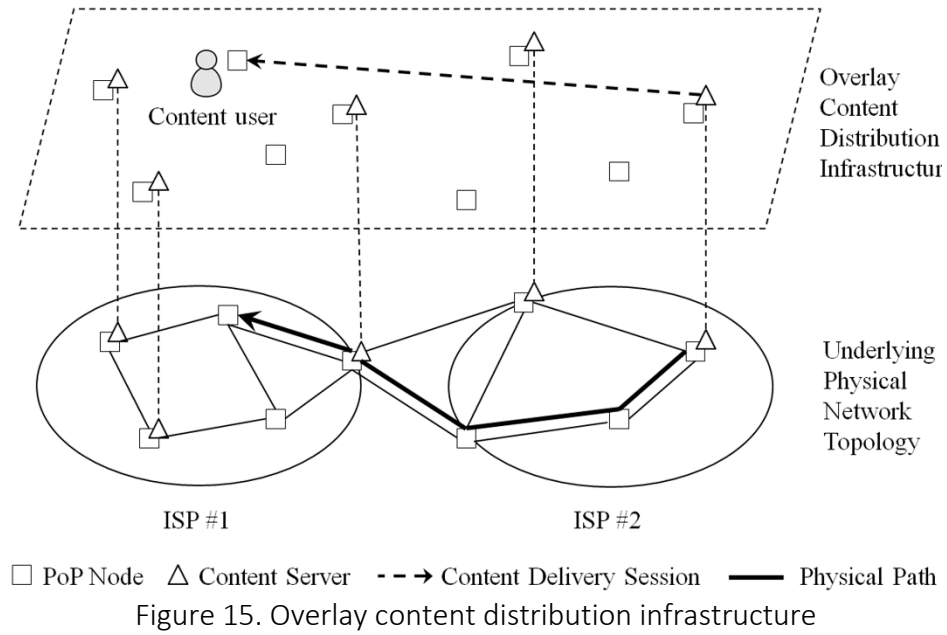 Content user
Overlay
Content
Distribution
Infrastructur
Underlying
Physical
Network
Topology
ISP #1
ISP #2
PoP Node Content Server Content Delivery Session Physical Path
Figure 15. Overlay content distribution infrastructure